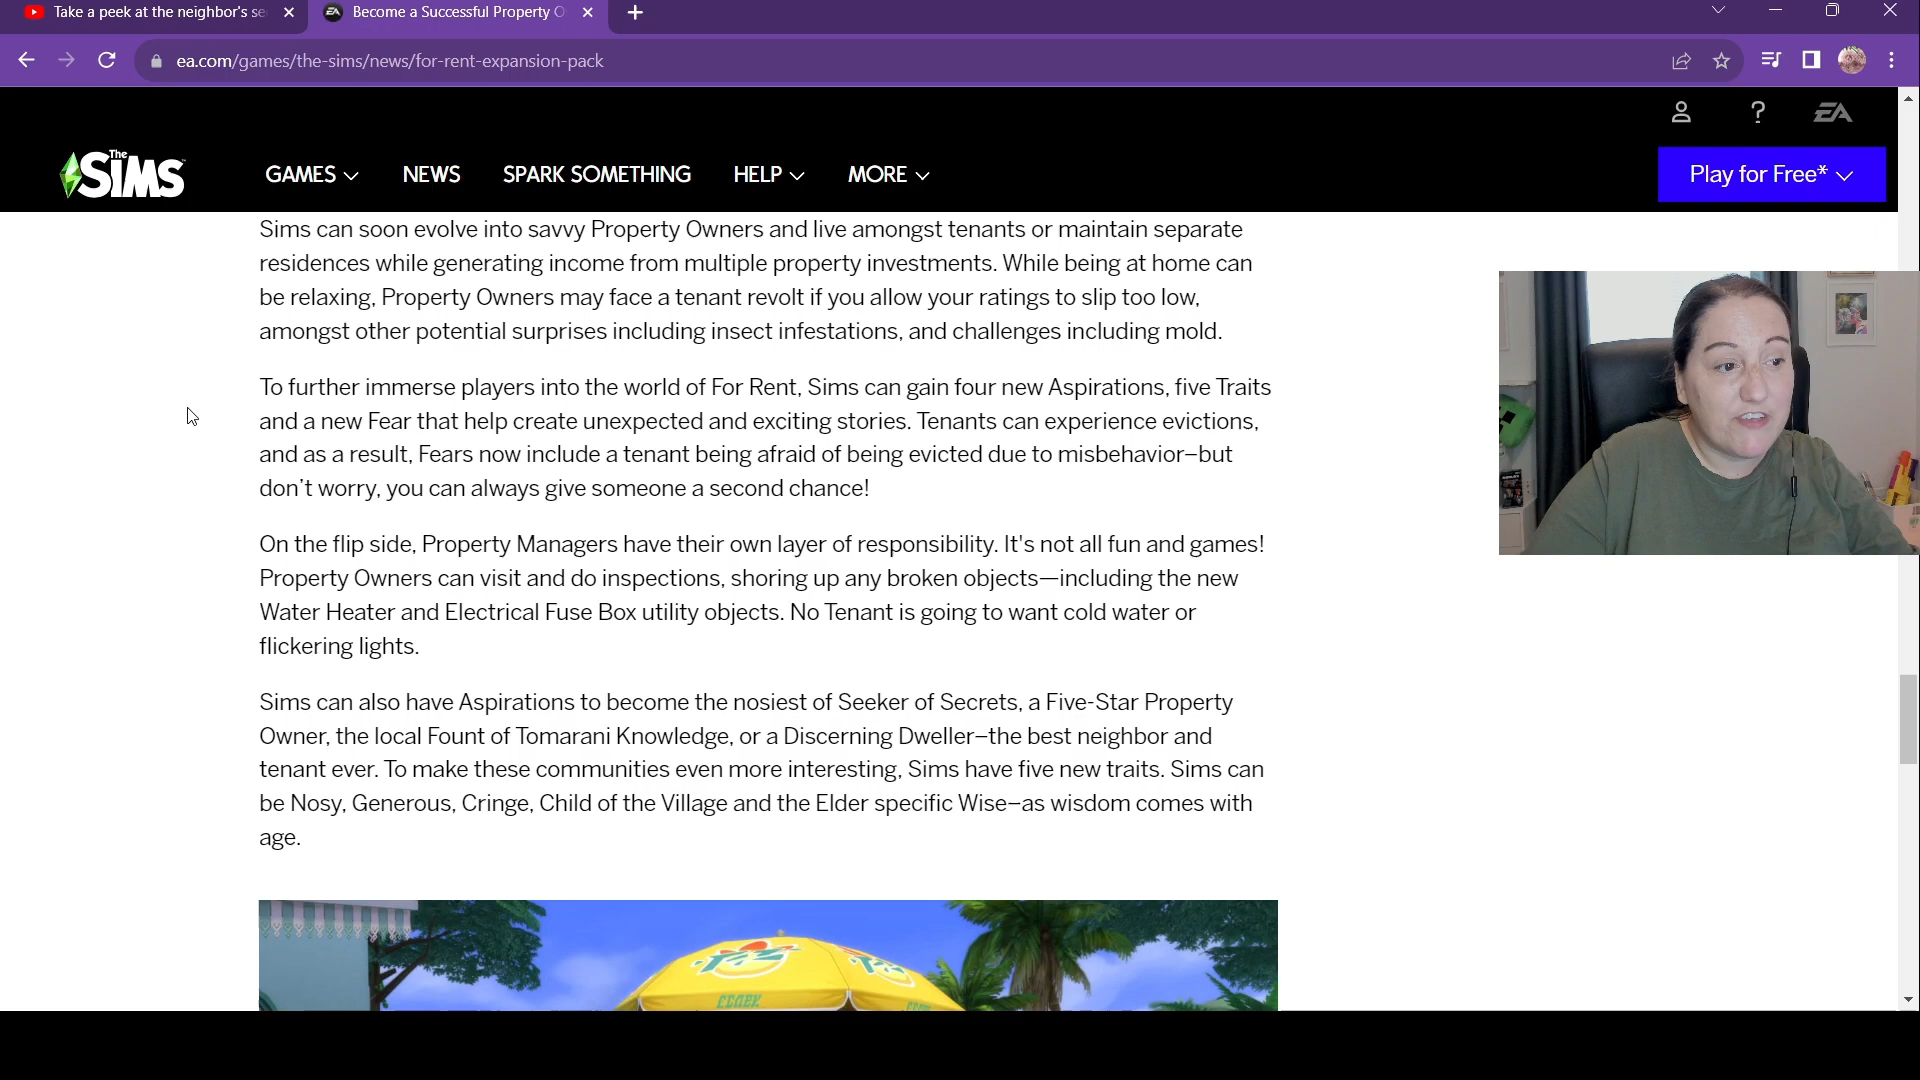 Take a peek at the neighbor's se
Become a Successful Property O
ea.com/games/the-sims/news/for-rent-expansion-pack
EA
The SIMS
GAMES NEWS SPARK SOMETHING HELP MORE
Play for Free*
Sims can soon evolve into savvy Property Owners and live amongst tenants or maintain separate
residences while generating income from multiple property investments. While being at home can
be relaxing, Property Owners may face a tenant revolt if you allow your ratings to slip too low,
amongst other potential surprises including insect infestations, and challenges including mold.
To further immerse players into the world of For Rent, Sims can gain four new Aspirations, five Traits
and a new Fear that help create unexpected and exciting stories. Tenants can experience evictions,
and as a result, Fears now include a tenant being afraid of being evicted due to misbehavior–but
don’t worry, you can always give someone a second chance!
On the flip side, Property Managers have their own layer of responsibility. It's not all fun and games!
Property Owners can visit and do inspections, shoring up any broken objects—including the new
Water Heater and Electrical Fuse Box utility objects. No Tenant is going to want cold water or
flickering lights.
Sims can also have Aspirations to become the nosiest of Seeker of Secrets, a Five-Star Property
Owner, the local Fount of Tomarani Knowledge, or a Discerning Dweller–the best neighbor and
tenant ever. To make these communities even more interesting, Sims have five new traits. Sims can
be Nosy, Generous, Cringe, Child of the Village and the Elder specific Wise–as wisdom comes with
age.